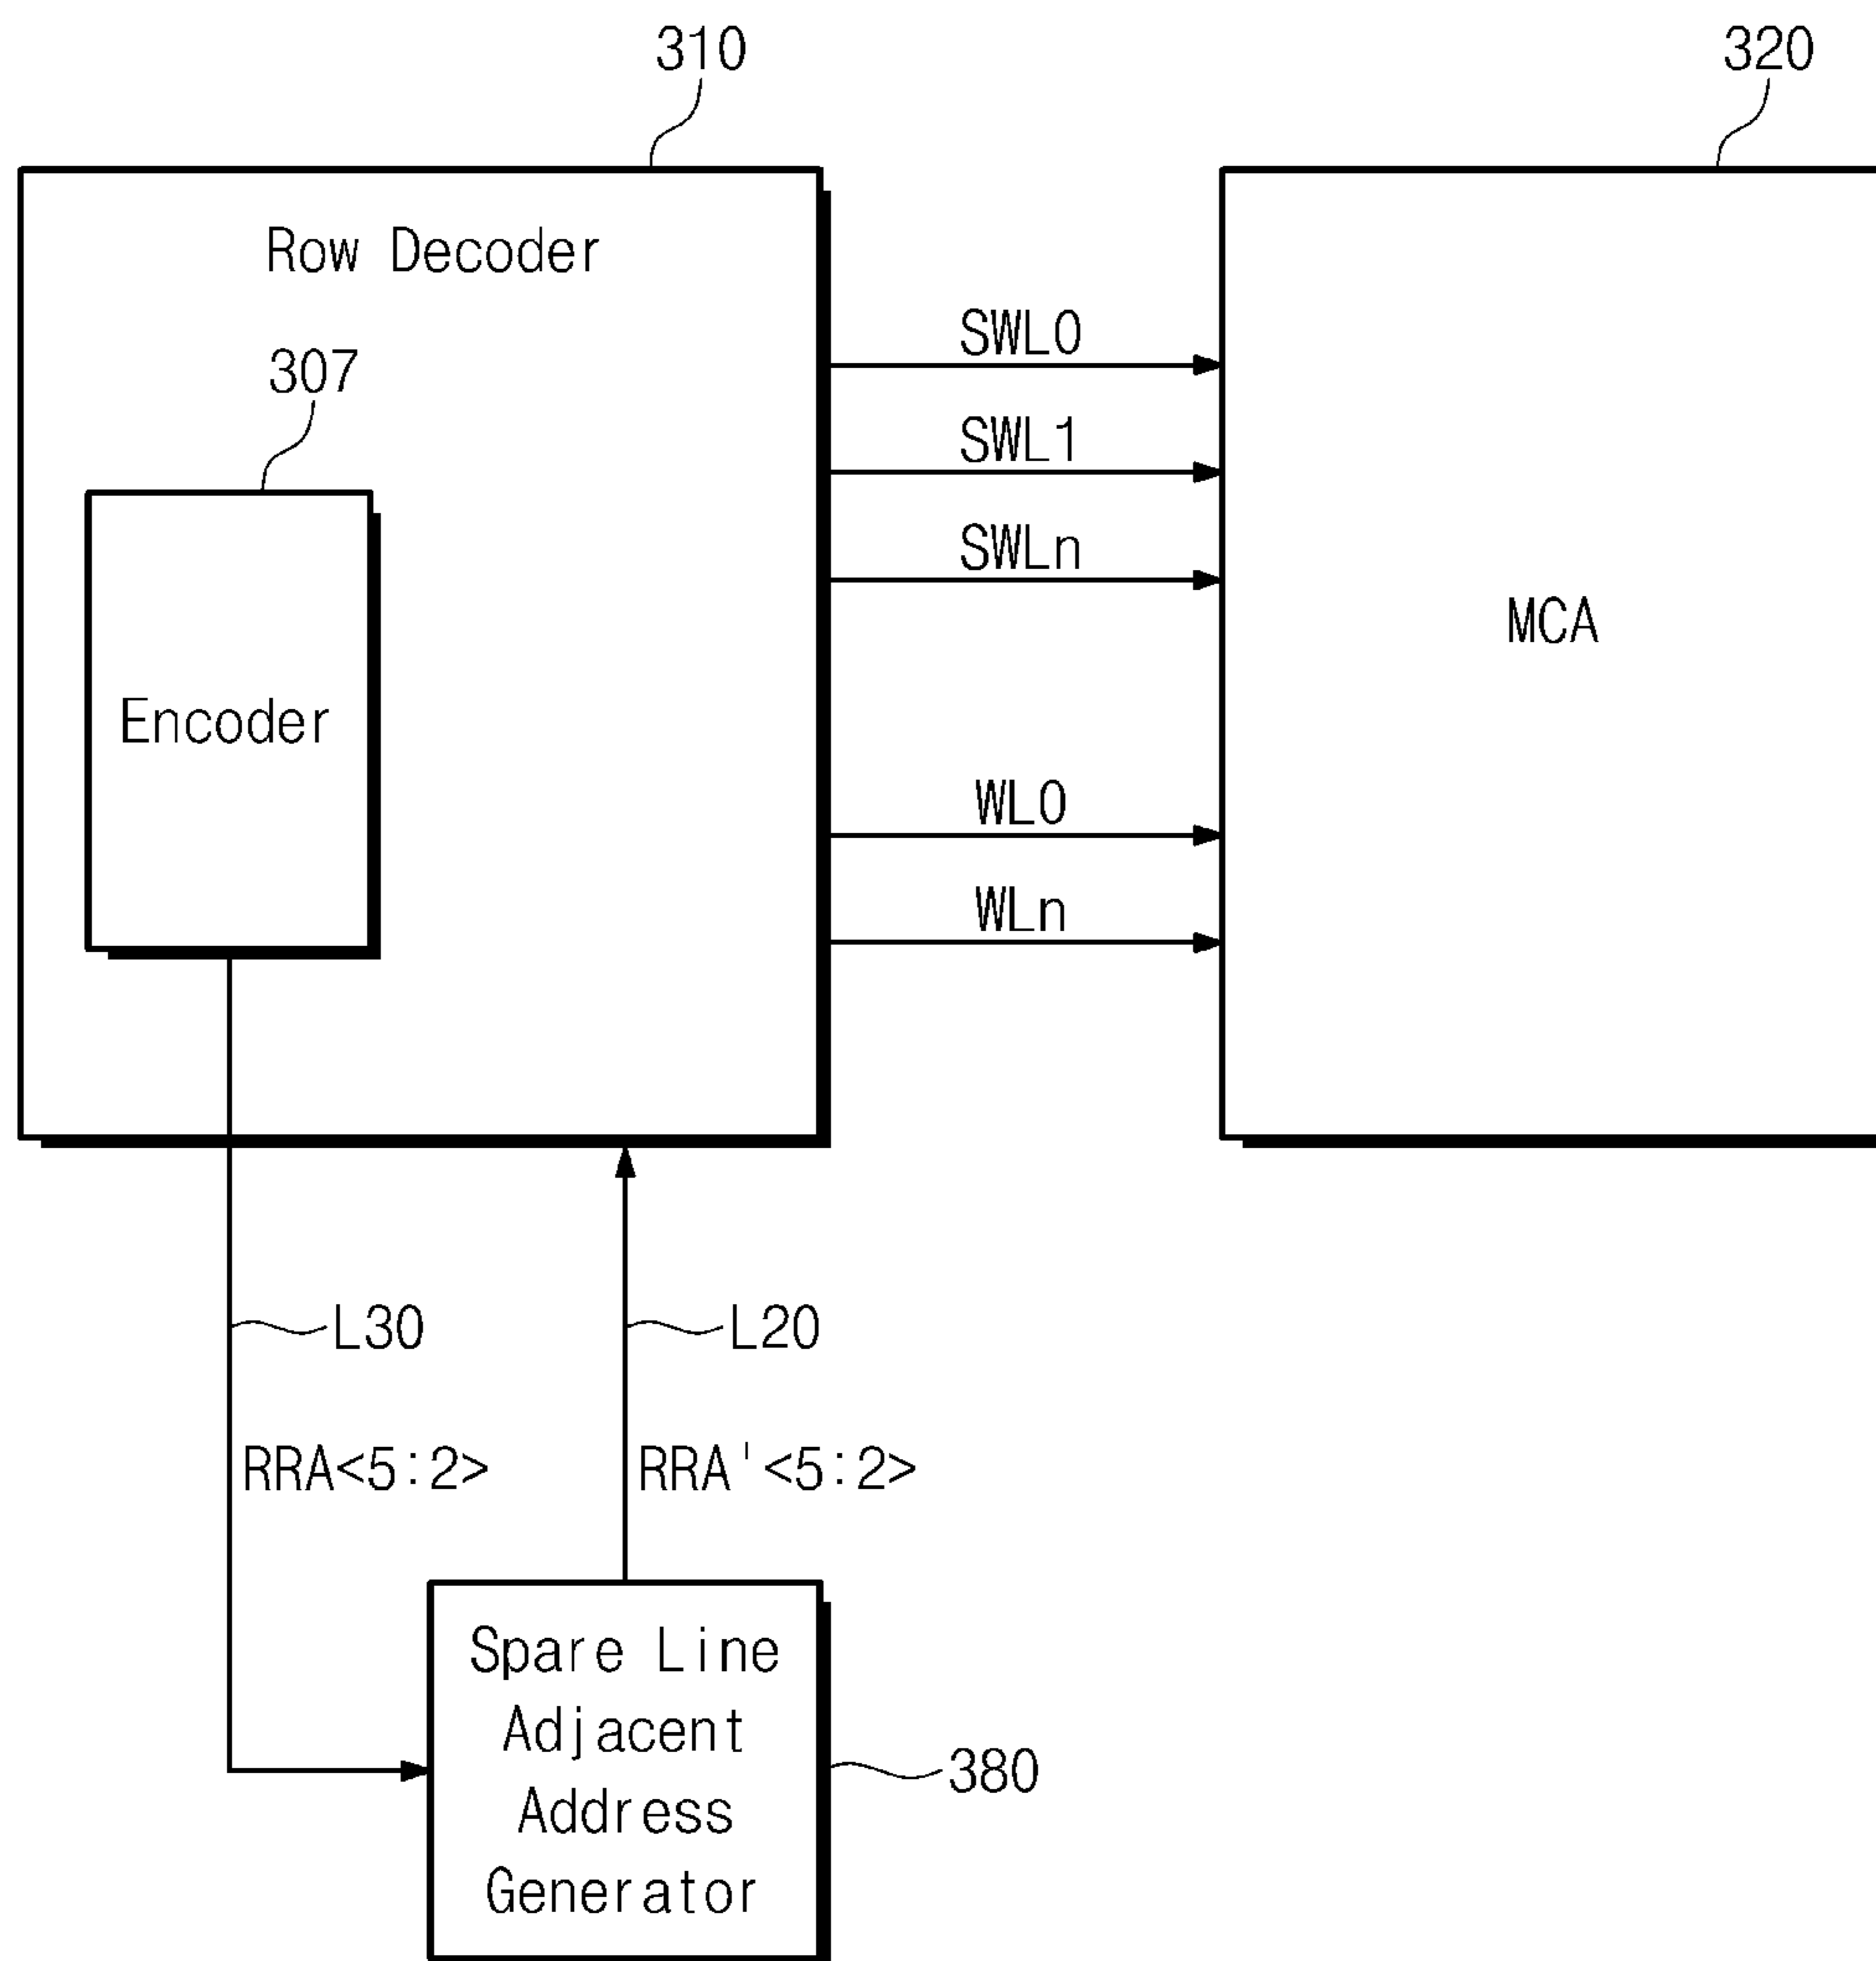 310
320
Row Decoder
SWL0
307
SWL1
SWLn
MCA
Encoder
WL0
WLn
L30
L20
RRA<5:2>
RRA'<5:2>
Spare Line
Adjacent
Address
Generator
380